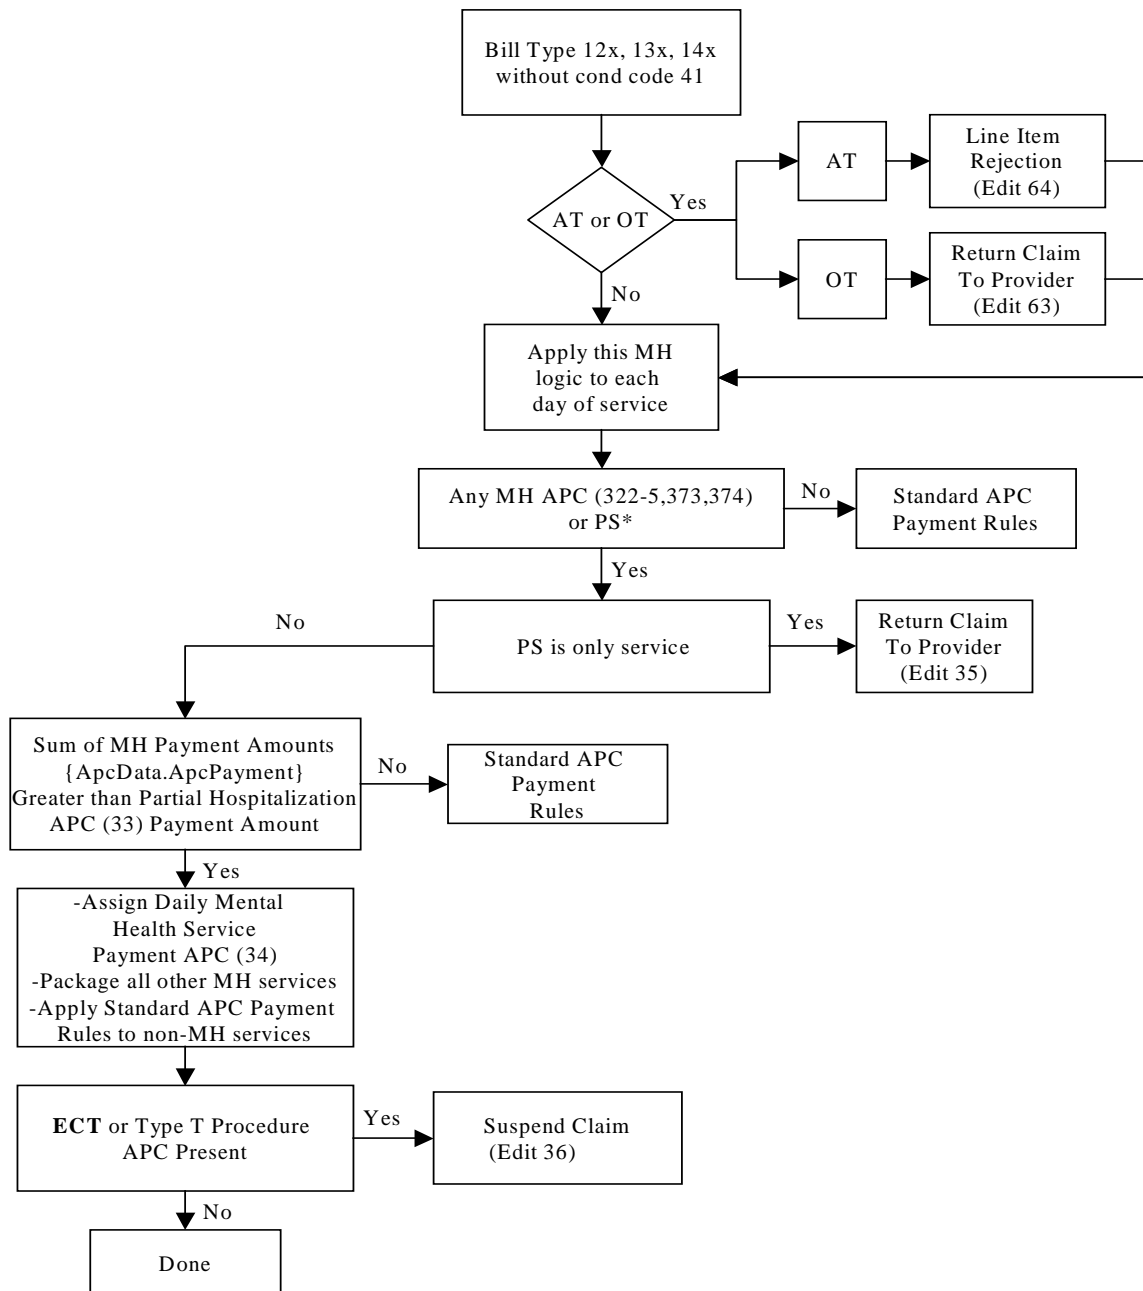 Bill Type 12x, 13x, 14x
without cond code 41
AT or OT
Yes
AT
Line Item
Rejection
(Edit 64)
OT
Return Claim
To Provider
(Edit 63)
No
Apply this MH
logic to each
day of service
Any MH APC (322-5,373,374)
or PS*
No
Standard APC
Payment Rules
Yes
PS is only service
Yes
Return Claim
To Provider
(Edit 35)
No
Sum of MH Payment Amounts
{ApcData.ApcPayment}
Greater than Partial Hospitalization
APC (33) Payment Amount
No
Standard APC
Payment
Rules
Yes
-Assign Daily Mental
Health Service
Payment APC (34)
-Package all other MH services
-Apply Standard APC Payment
Rules to non-MH services
ECT or Type T Procedure
APC Present
Yes
Suspend Claim
(Edit 36)
No
Done